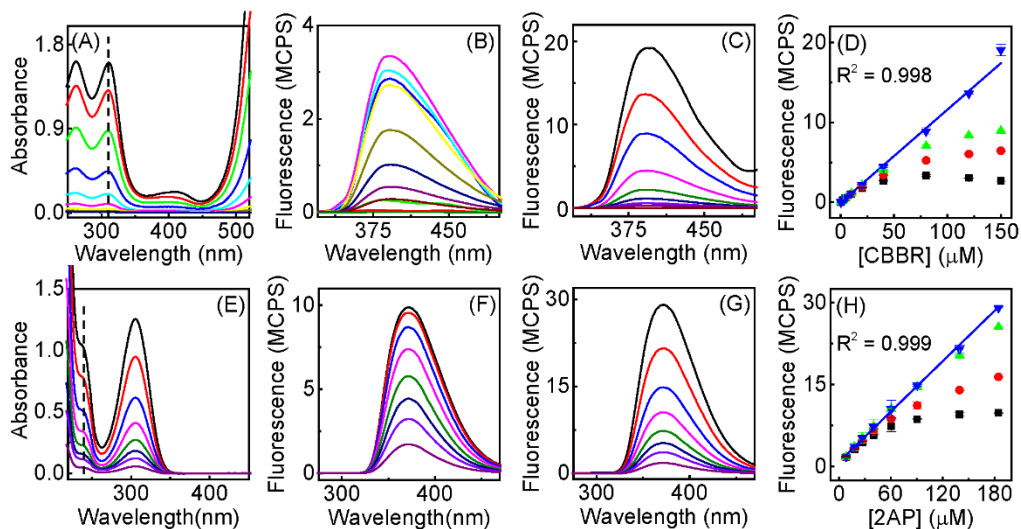 (A)
Absorbance
1.8
0.9
0.0
300 400 500
Wavelength (nm)
(B)
Fluorescence (MCPS)
4
2
0
375 450
Wavelength (nm)
(C)
Fluorescence (MCPS)
20
10
0
375 450
Wavelength (nm)
(D)
R² = 0.998
Fluorescence (MCPS)
20
10
0
0 50 100 150
[CBBR] (μM)
(E)
Absorbance
1.5
1.0
0.5
0.0
300 400
Wavelength(nm)
(F)
Fluorescence (MCPS)
10
5
0
280 350 420
Wavelength(nm)
(G)
Fluorescence (MCPS)
30
15
0
280 350 420
Wavelength(nm)
(H)
R² = 0.999
Fluorescence (MCPS)
30
15
0
0 60 120 180
[2AP] (μM)